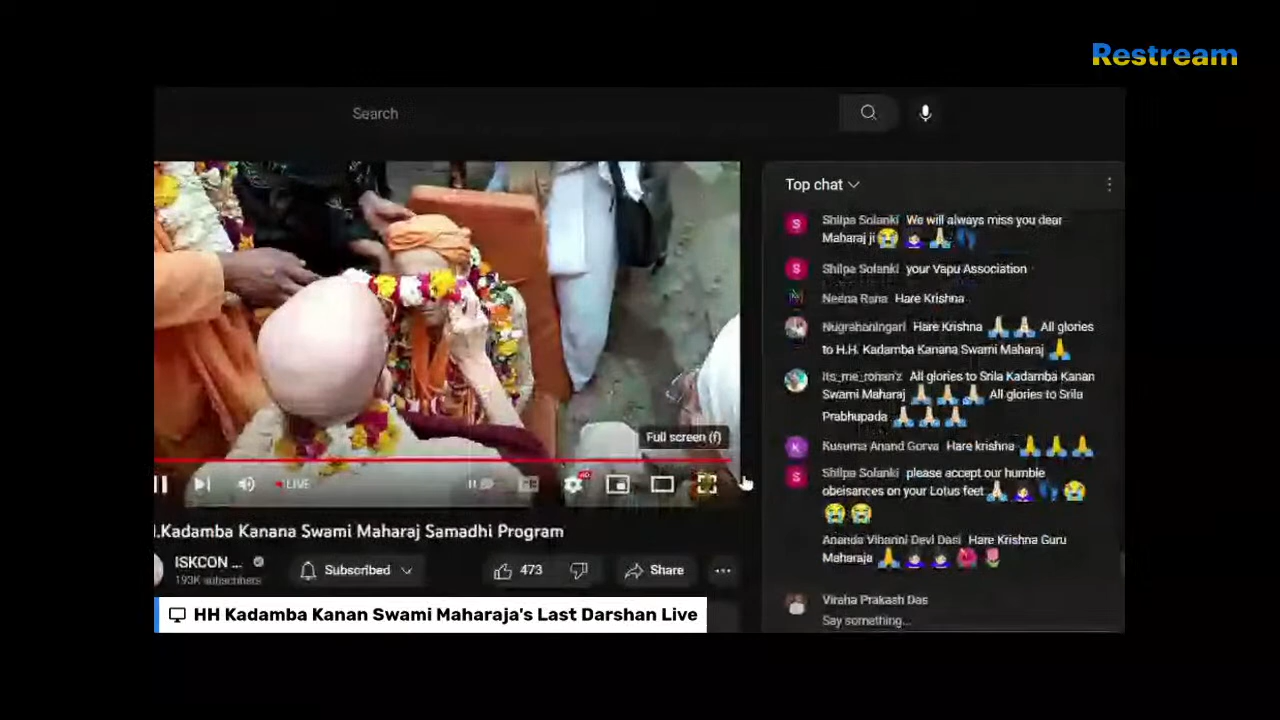 Restream
Search
Top chat
Shilpa Solanki We will always miss you dear
Maharaj ji
Shilpa Solanki your Vapu Association
Neena Rana Hare Krishna
Nugrahaningari Hare Krishna All glories
to H.H. Kadamba Kanana Swami Maharaj
its_me_rohan'z All glories to Srila Kadamba Kanan
Swami Maharaj All glories to Srila
Prabhupada
Kusuma Anand Gorva Hare krishna
Shilpa Solanki please accept our humble
obeisances on your Lotus feet
Ananda Viharini Devi Dasi Hare Krishna Guru
Maharaja
Viraha Prakash Das
Say something...
Full screen (f)
LIVE
HD
.Kadamba Kanana Swami Maharaj Samadhi Program
ISKCON ...
193K subscribers
Subscribed
473
Share
HH Kadamba Kanan Swami Maharaja's Last Darshan Live